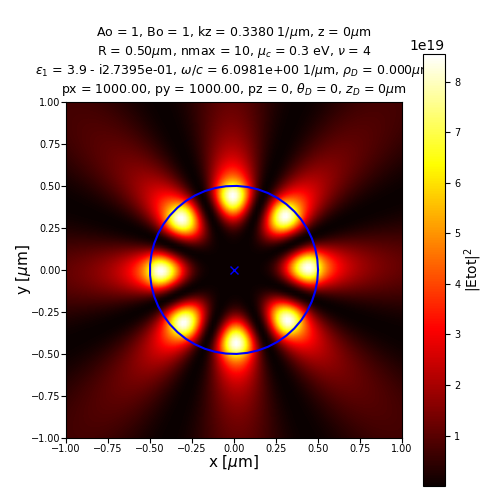 Ao = 1, Bo = 1, kz = 0.3380 1/μm, z = 0μm
R = 0.50μm, nmax = 10, μc = 0.3 eV, ν = 4
ε1 = 3.9 - i2.7395e-01, ω/c = 6.0981e+00 1/μm, ρD = 0.000μm
px = 1000.00, py = 1000.00, pz = 0, θD = 0, zD = 0μm
1e19
8
7
6
5
4
3
2
1
|Etot|²
1.00
0.75
0.50
0.25
0.00
−0.25
−0.50
−0.75
−1.00
y [μm]
−1.00 −0.75 −0.50 −0.25 0.00 0.25 0.50 0.75 1.00
x [μm]